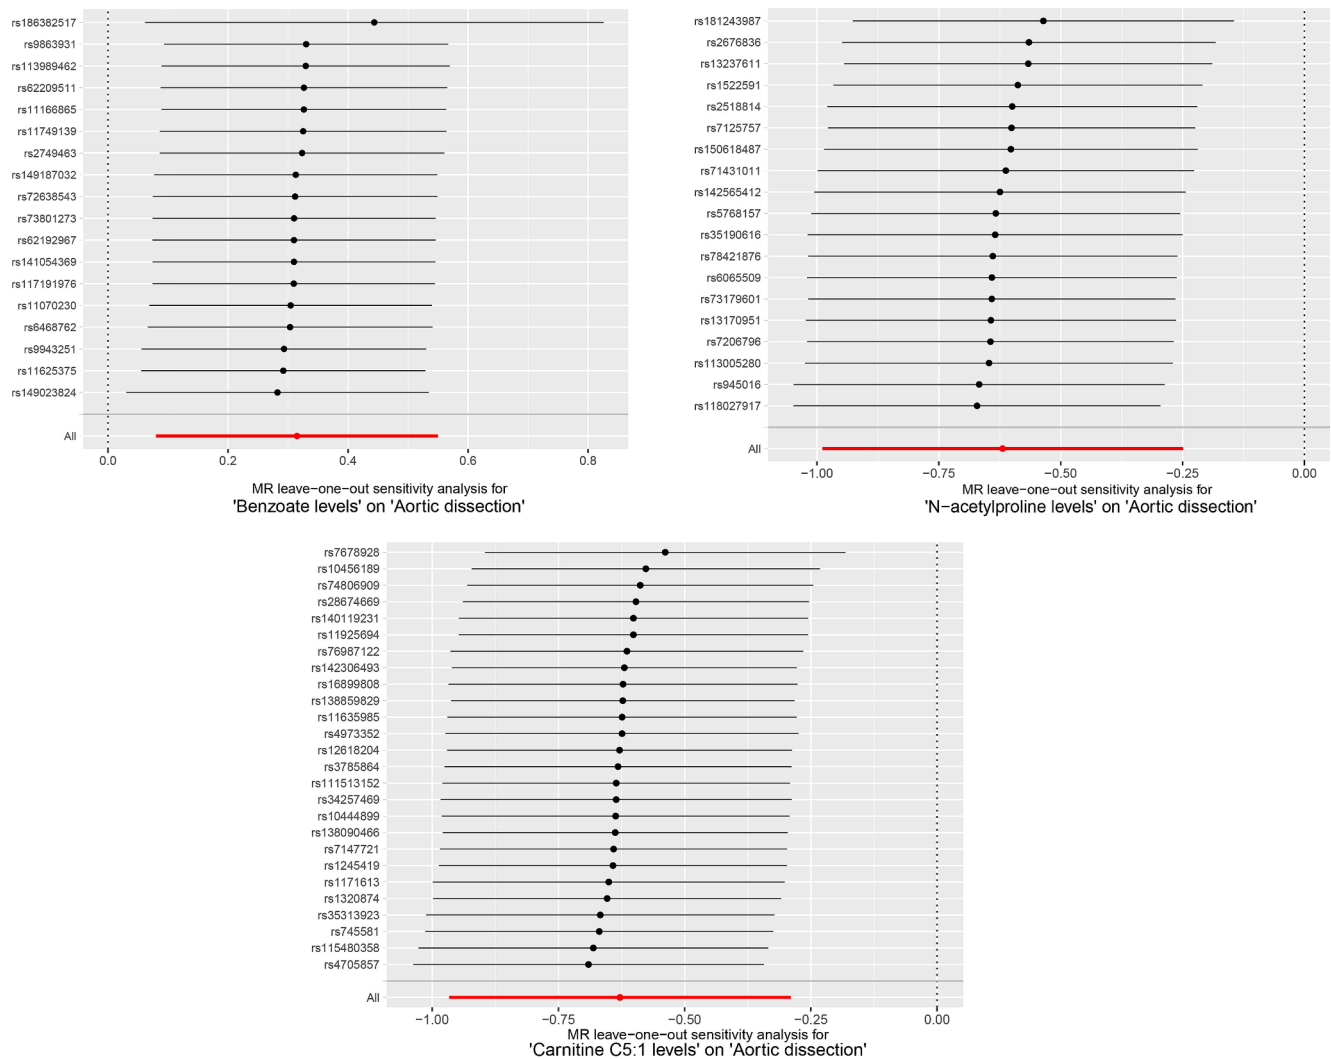 rs186382517
rs9863931
rs113989462
rs62209511
rs11166865
rs11749139
rs2749463
rs149187032
rs72638543
rs73801273
rs62192967
rs141054369
rs117191976
rs11070230
rs6468762
rs9943251
rs11625375
rs149023824
All
0.0 0.2 0.4 0.6 0.8
MR leave−one−out sensitivity analysis for
'Benzoate levels' on 'Aortic dissection'
rs181243987
rs2676836
rs13237611
rs1522591
rs2518814
rs7125757
rs150618487
rs71431011
rs142565412
rs5768157
rs35190616
rs78421876
rs6065509
rs73179601
rs13170951
rs7206796
rs113005280
rs945016
rs118027917
All
−1.00 −0.75 −0.50 −0.25 0.00
MR leave−one−out sensitivity analysis for
'N−acetylproline levels' on 'Aortic dissection'
rs7678928
rs10456189
rs74806909
rs28674669
rs140119231
rs11925694
rs76987122
rs142306493
rs16899808
rs138859829
rs11635985
rs4973352
rs12618204
rs3785864
rs111513152
rs34257469
rs10444899
rs138090466
rs7147721
rs1245419
rs1171613
rs1320874
rs35313923
rs745581
rs115480358
rs4705857
All
−1.00 −0.75 −0.50 −0.25 0.00
MR leave−one−out sensitivity analysis for
'Carnitine C5:1 levels' on 'Aortic dissection'